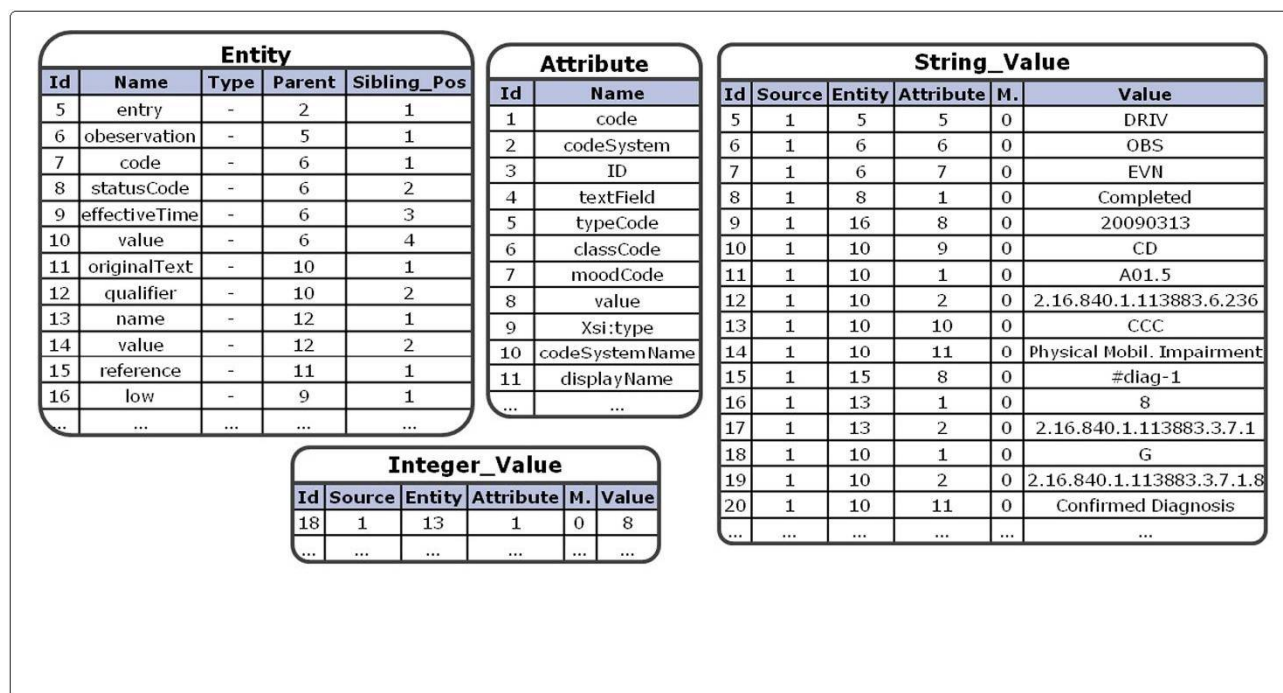 Entity
Id Name Type Parent Sibling_Pos
5 entry - 2 1
6 obeservation - 5 1
7 code - 6 1
8 statusCode - 6 2
9 effectiveTime - 6 3
10 value - 6 4
11 originalText - 10 1
12 qualifier - 10 2
13 name - 12 1
14 value - 12 2
15 reference - 11 1
16 low - 9 1
... ... ... ... ...
Attribute
Id Name
1 code
2 codeSystem
3 ID
4 textField
5 typeCode
6 classCode
7 moodCode
8 value
9 Xsi:type
10 codeSystemName
11 displayName
... ...
String_Value
Id Source Entity Attribute M. Value
5 1 5 5 0 DRIV
6 1 6 6 0 OBS
7 1 6 7 0 EVN
8 1 8 1 0 Completed
9 1 16 8 0 20090313
10 1 10 9 0 CD
11 1 10 1 0 A01.5
12 1 10 2 0 2.16.840.1.113883.6.236
13 1 10 10 0 CCC
14 1 10 11 0 Physical Mobil. Impairment
15 1 15 8 0 #diag-1
16 1 13 1 0 8
17 1 13 2 0 2.16.840.1.113883.3.7.1
18 1 10 1 0 G
19 1 10 2 0 2.16.840.1.113883.3.7.1.8
20 1 10 11 0 Confirmed Diagnosis
... ... ... ... ... ...
Integer_Value
Id Source Entity Attribute M. Value
18 1 13 1 0 8
... ... ... ... ... ...